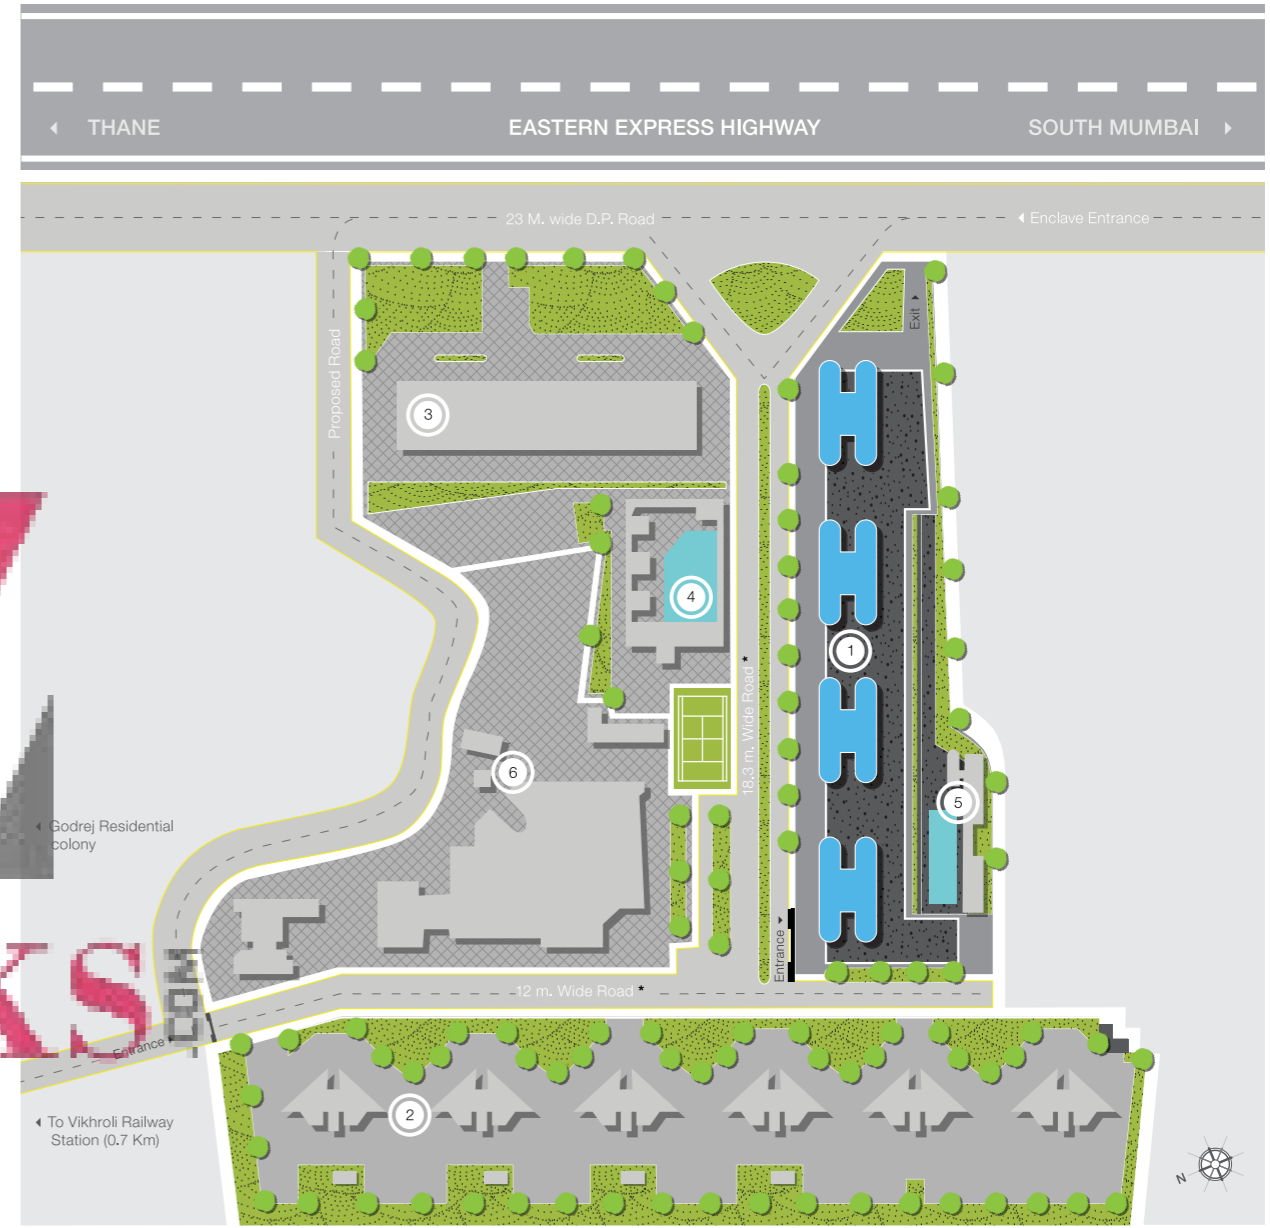 THANE
EASTERN EXPRESS HIGHWAY
SOUTH MUMBAI
23 M. wide D.P. Road
Enclave Entrance
Exit
Proposed Road
3
4
1
18.3 m. Wide Road*
6
5
Godrej Residential
colony
Entrance
KS
.COM
12 m. Wide Road *
Entrance
2
To Vikhroli Railway
Station (0.7 Km)
N